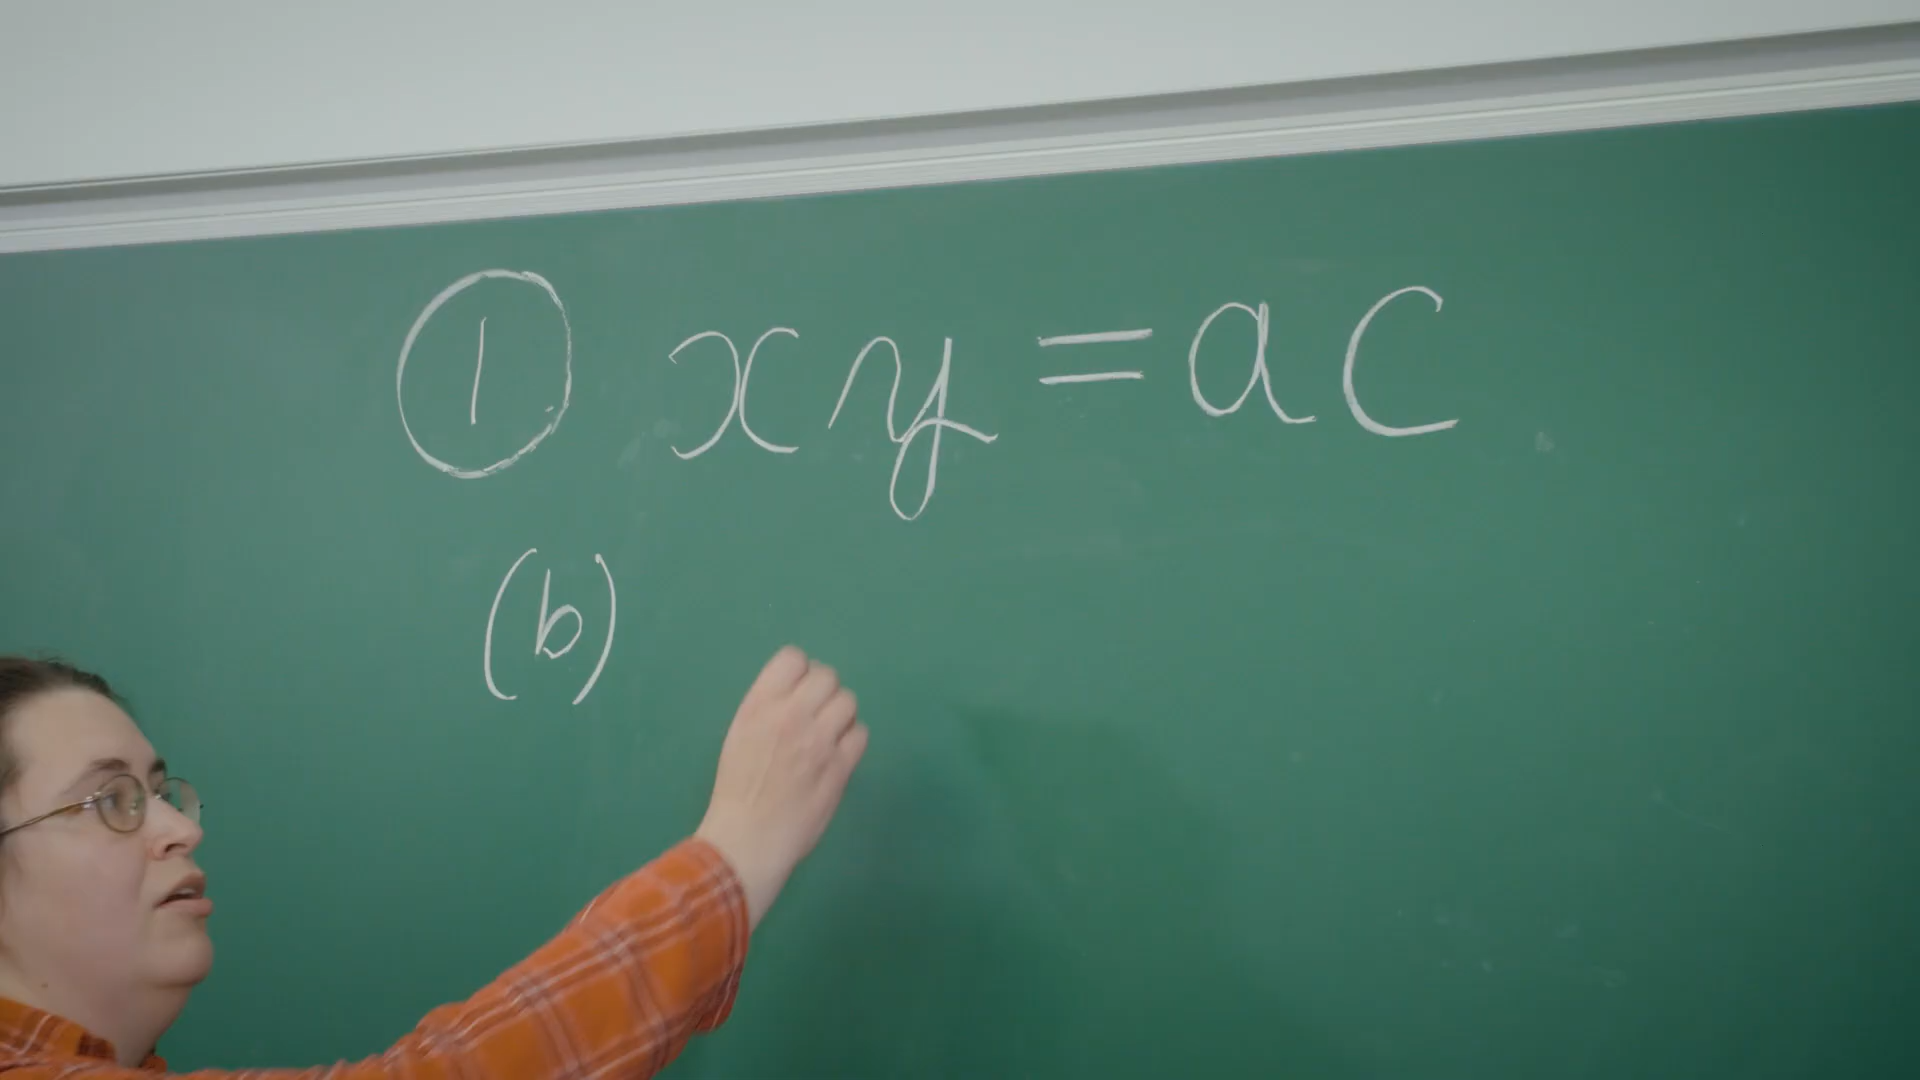 ① xy = ac
(b)